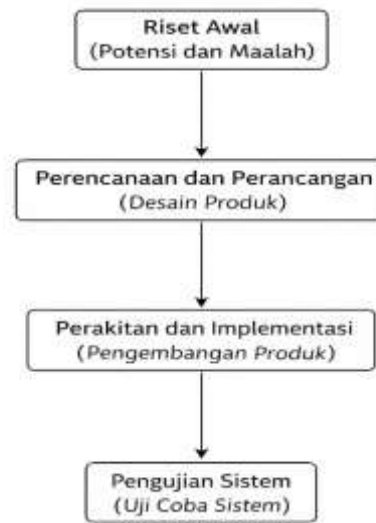 Riset Awal
(Potensi dan Maalah)
Perencanaan dan Perancangan
(Desain Produk)
Perakitan dan Implementasi
(Pengembangan Produk)
Pengujian Sistem
(Uji Coba Sistem)